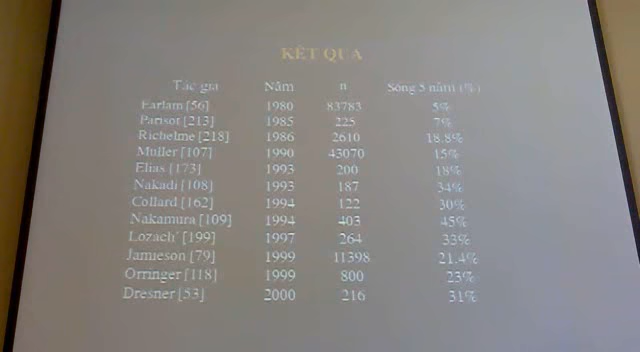 KẾT QUẢ
Tác giả Năm n Sống 5 năm (%)
Earlam [56] 1980 83783 5%
Parisot [213] 1985 225 7%
Richelme [218] 1986 2610 18.8%
Muller [107] 1990 43070 15%
Elias [173] 1993 200 18%
Nakadi [108] 1993 187 34%
Collard [162] 1994 122 30%
Nakamura [109] 1994 403 45%
Lozach' [199] 1997 264 33%
Jamieson [79] 1999 11398 21.4%
Orringer [118] 1999 800 23%
Dresner [53] 2000 216 31%